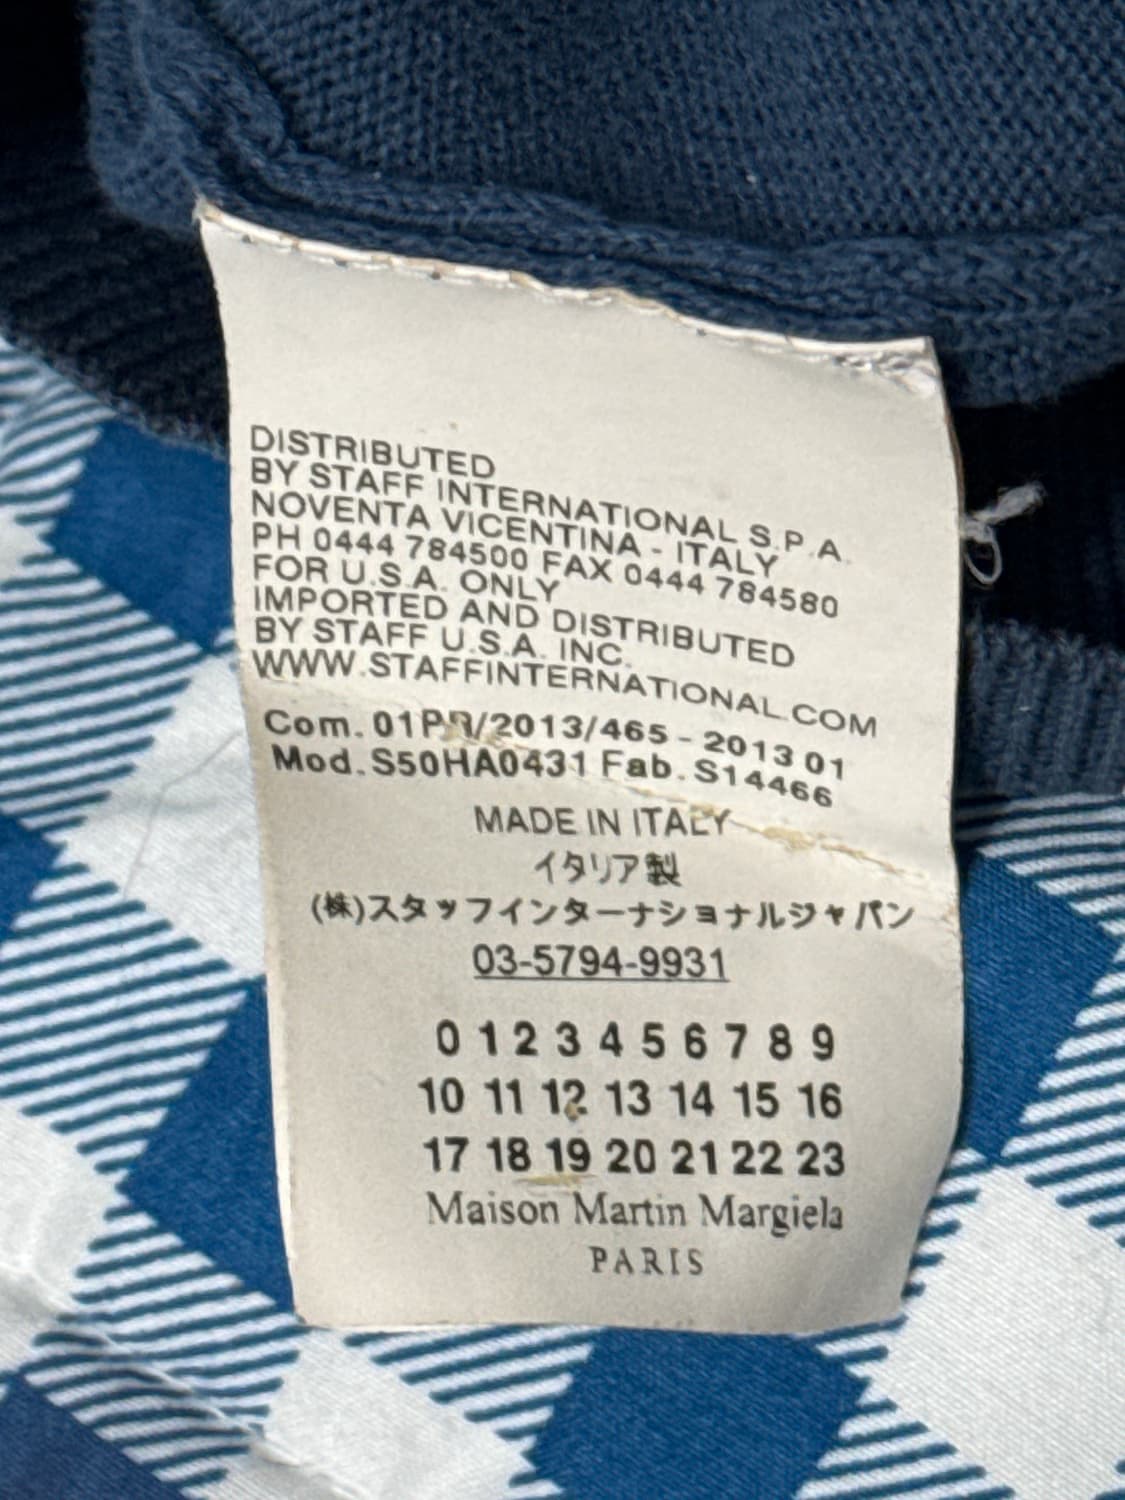 DISTRIBUTED
BY STAFF INTERNATIONAL S.P.A.
NOVENTA VICENTINA - ITALY
PH 0444 784500 FAX 0444 784580
FOR U.S.A. ONLY
IMPORTED AND DISTRIBUTED
BY STAFF U.S.A. INC.
WWW.STAFFINTERNATIONAL.COM
Com. /2013/465 - 2013 01
Mod. S50HA0431 Fab. S14466
MADE IN ITALY
イタリア製
(株)スタッフインターナショナルジャパン
03-5794-9931
0 1 2 3 4 5 6 7 8 9
10 11 12 13 14 15 16
17 18 19 20 21 22 23
Maison Martin Margiela
PARIS